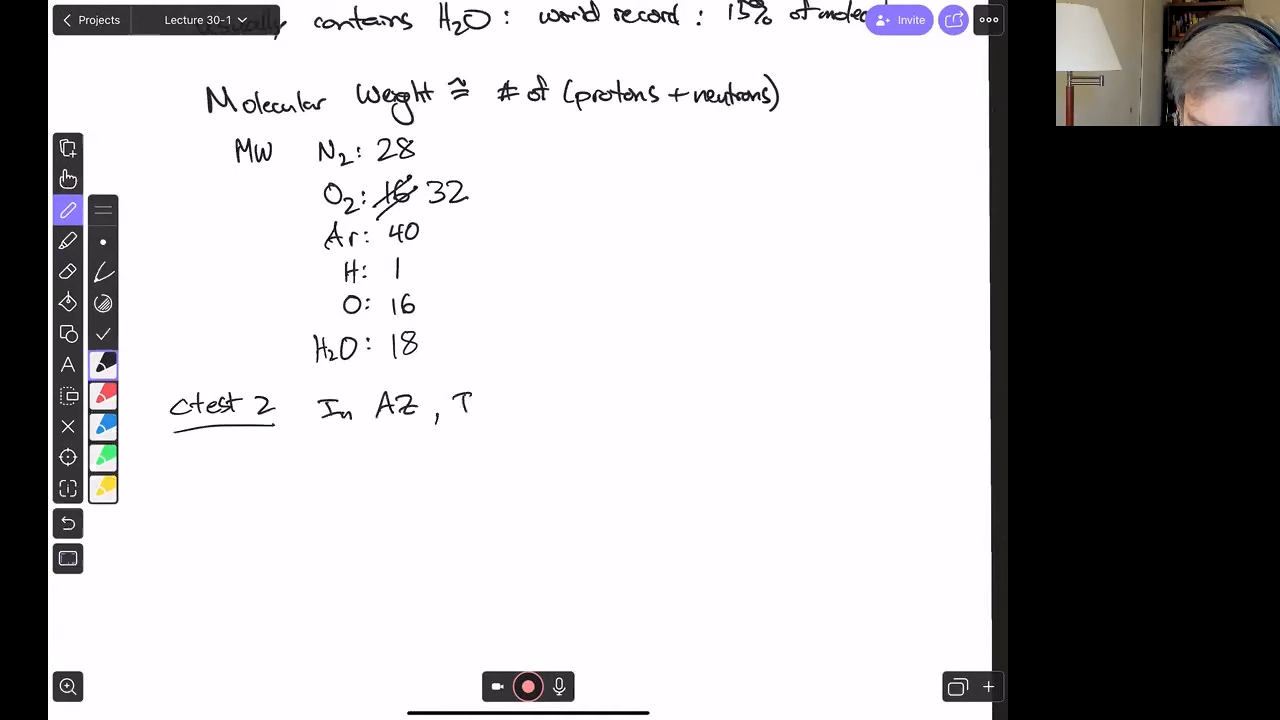 Projects
Lecture 30-1
Invite
contains H₂O : world record : 15% of molec
Molecular Weight ≅ # of (protons + neutrons)
MW N₂: 28
O₂: 16 32
Ar: 40
H: 1
O: 16
H₂O: 18
Ctest 2 In AZ, T
A